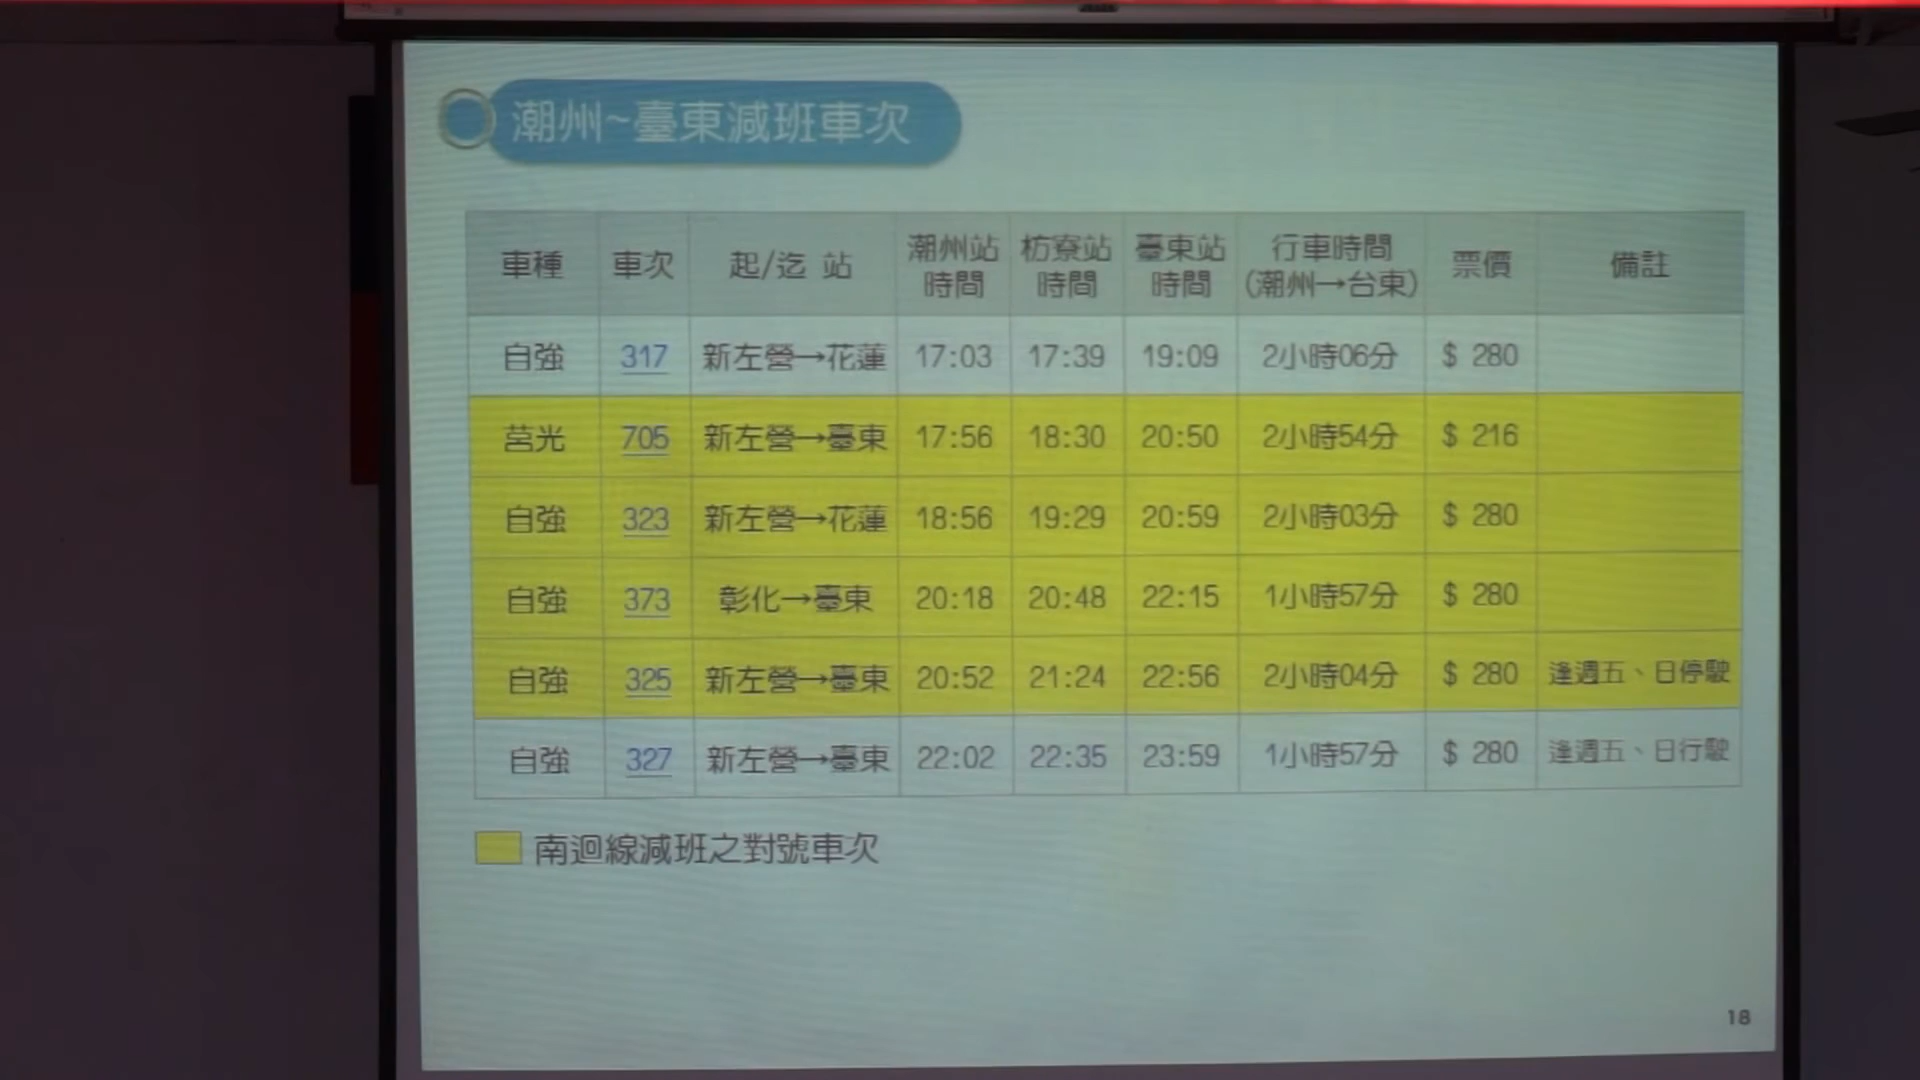 潮州~臺東減班車次
車種 車次 起/迄 站 潮州站時間 枋寮站時間 臺東站時間 行車時間(潮州→台東) 票價 備註
自強 317 新左營→花蓮 17:03 17:39 19:09 2小時06分 $ 280
莒光 705 新左營→臺東 17:56 18:30 20:50 2小時54分 $ 216
自強 323 新左營→花蓮 18:56 19:29 20:59 2小時03分 $ 280
自強 373 彰化→臺東 20:18 20:48 22:15 1小時57分 $ 280
自強 325 新左營→臺東 20:52 21:24 22:56 2小時04分 $ 280 逢週五、日停駛
自強 327 新左營→臺東 22:02 22:35 23:59 1小時57分 $ 280 逢週五、日行駛
南迴線減班之對號車次
18